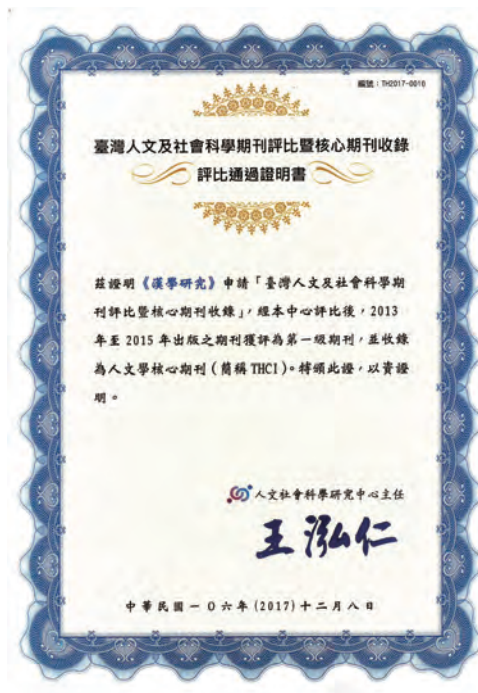 編號：TH2017-0016
臺灣人文及社會科學期刊評比暨核心期刊收錄
評比通過證明書
茲證明《漢學研究》申請「臺灣人文及社會科學期
刊評比暨核心期刊收錄」，經本中心評比後，2013
年至 2015 年出版之期刊獲評為第一級期刊，並收錄
為人文學核心期刊（簡稱 THCI）。特頒此證，以資證
明。
人文社會科學研究中心主任
王泓仁
中華民國一○六年(2017)十二月八日